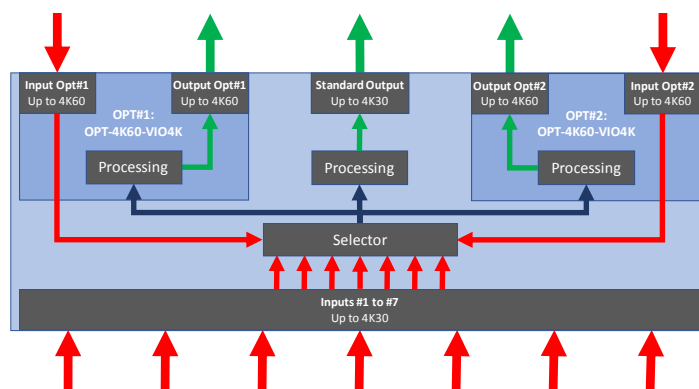 Input Opt#1
Up to 4K60
Output Opt#1
Up to 4K60
Standard Output
Up to 4K30
Output Opt#2
Up to 4K60
Input Opt#2
Up to 4K60
OPT#1:
OPT-4K60-VIO4K
OPT#2:
OPT-4K60-VIO4K
Processing
Processing
Processing
Selector
Inputs #1 to #7
Up to 4K30